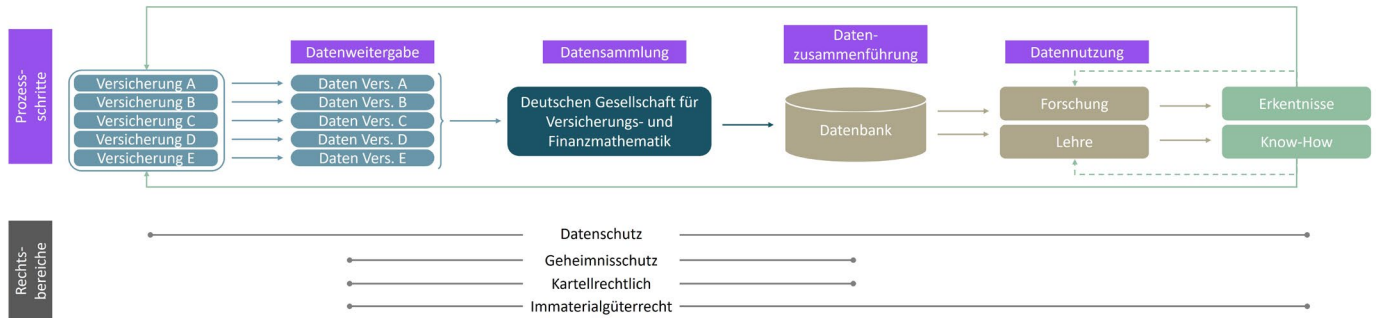 Prozess-
schritte
Datenweitergabe
Datensammlung
Daten-
zusammenführung
Datennutzung
Versicherung A
Versicherung B
Versicherung C
Versicherung D
Versicherung E
Daten Vers. A
Daten Vers. B
Daten Vers. C
Daten Vers. D
Daten Vers. E
Deutschen Gesellschaft für
Versicherungs- und
Finanzmathematik
Datenbank
Forschung
Lehre
Erkentnisse
Know-How
Rechts-
bereiche
Datenschutz
Geheimnisschutz
Kartellrechtlich
Immaterialgüterrecht